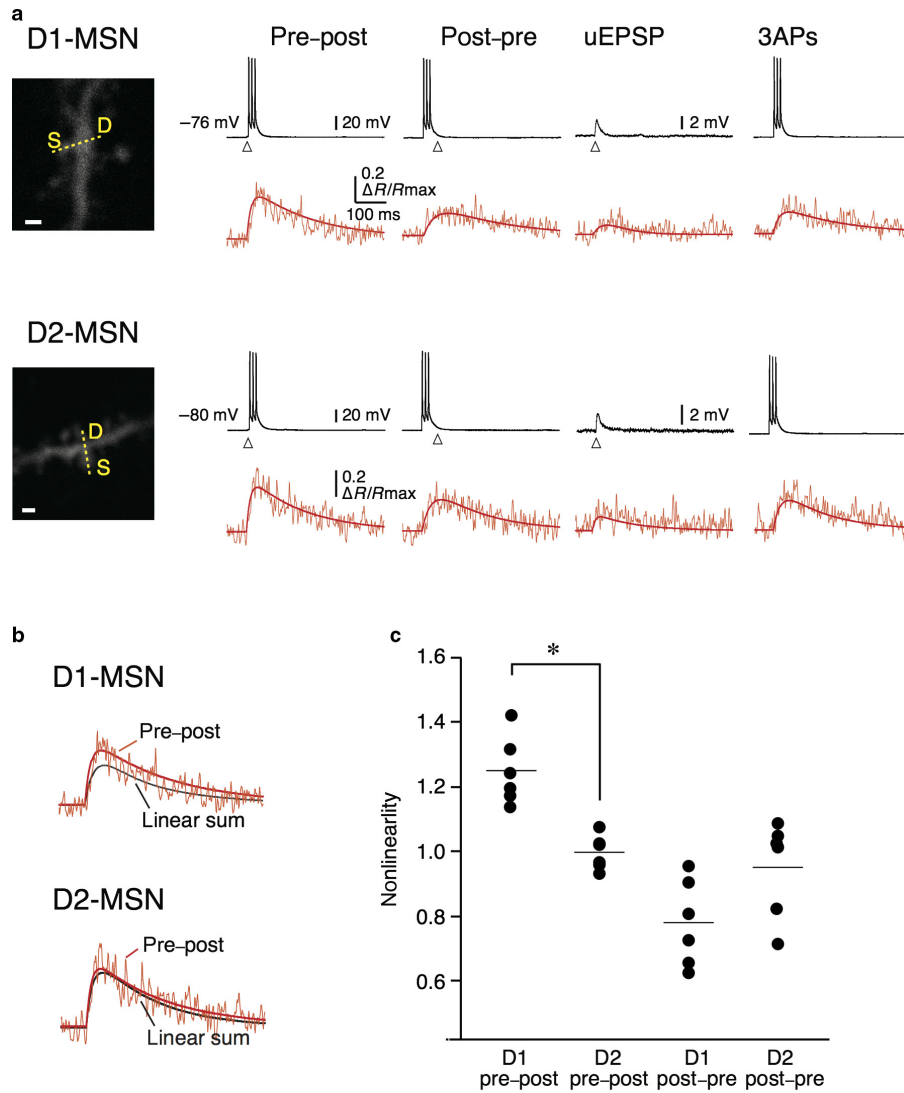 a
D1-MSN
Pre–post
Post–pre
uEPSP
3APs
S
D
–76 mV
20 mV
2 mV
0.2
ΔR/Rmax
100 ms
D2-MSN
D
S
–80 mV
20 mV
2 mV
0.2
ΔR/Rmax
b
D1-MSN
Pre–post
Linear sum
D2-MSN
Pre–post
Linear sum
c
1.6
1.4
1.2
1.0
0.8
0.6
Nonlinearlity
*
D1
pre–post
D2
pre–post
D1
post–pre
D2
post–pre